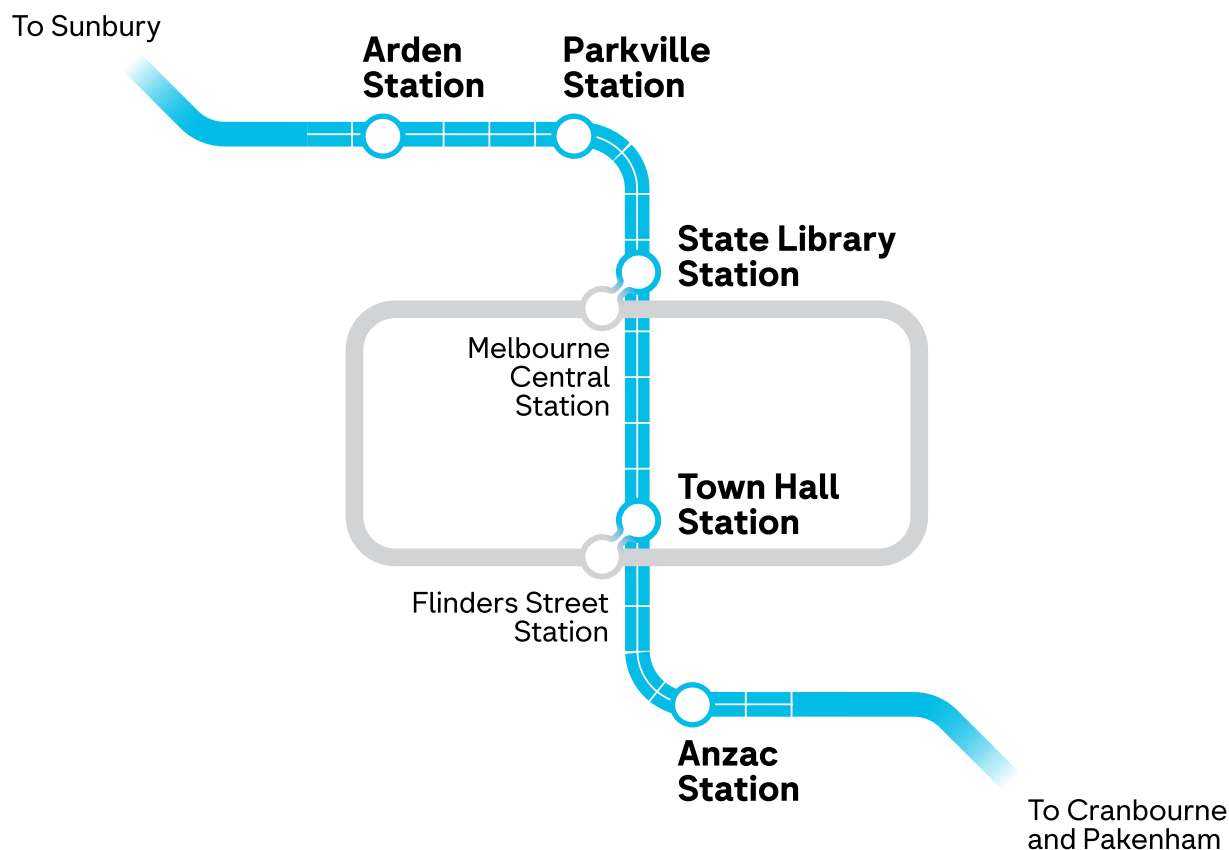 To Sunbury
Arden
Station
Parkville
Station
State Library
Station
Melbourne
Central
Station
Town Hall
Station
Flinders Street
Station
Anzac
Station
To Cranbourne
and Pakenham